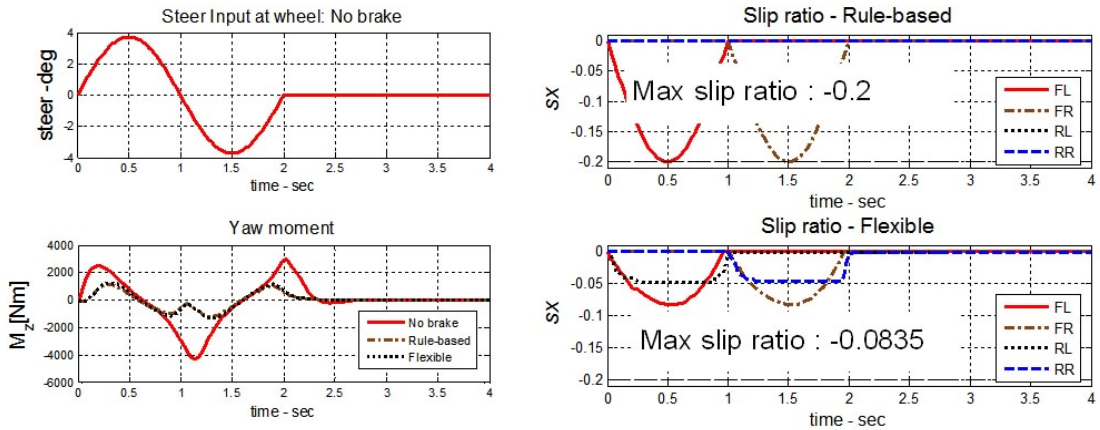 Steer Input at wheel: No brake
steer -deg
4
2
0
-2
-4
0 0.5 1 1.5 2 2.5 3 3.5 4
time - sec
Slip ratio - Rule-based
sx
0
-0.05
-0.1
-0.15
-0.2
Max slip ratio : -0.2
FL
FR
RL
RR
0 0.5 1 1.5 2 2.5 3 3.5 4
time - sec
Yaw moment
Mz[Nm]
4000
2000
0
-2000
-4000
-6000
No brake
Rule-based
Flexible
0 0.5 1 1.5 2 2.5 3 3.5 4
time - sec
Slip ratio - Flexible
sx
0
-0.05
-0.1
-0.15
-0.2
Max slip ratio : -0.0835
FL
FR
RL
RR
0 0.5 1 1.5 2 2.5 3 3.5 4
time - sec